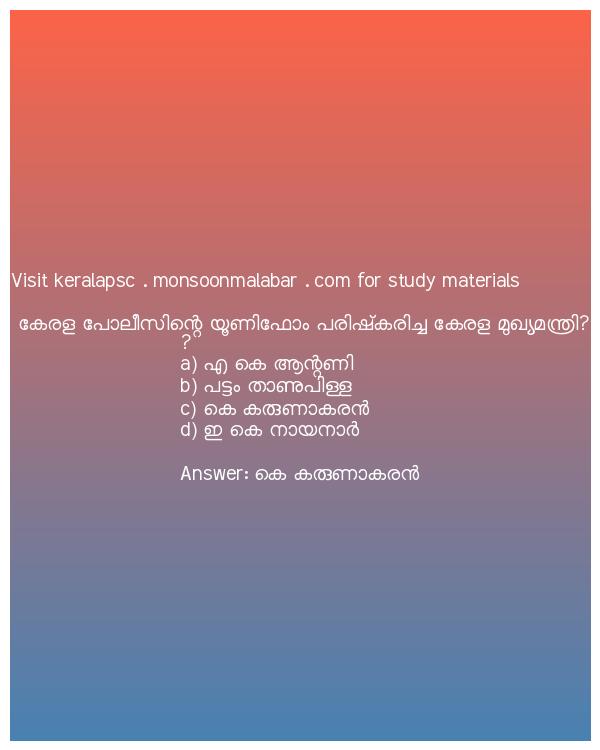 Visit keralapsc . monsoonmalabar . com for study materials
കേരള പോലീസിന്റെ യൂണിഫോം പരിഷ്കരിച്ച കേരള മുഖ്യമന്ത്രി?
?
a) എ കെ ആന്റണി
b) പട്ടം താണുപിള്ള
c) കെ കരുണാകരൻ
d) ഇ കെ നായനാർ
Answer: കെ കരുണാകരൻ